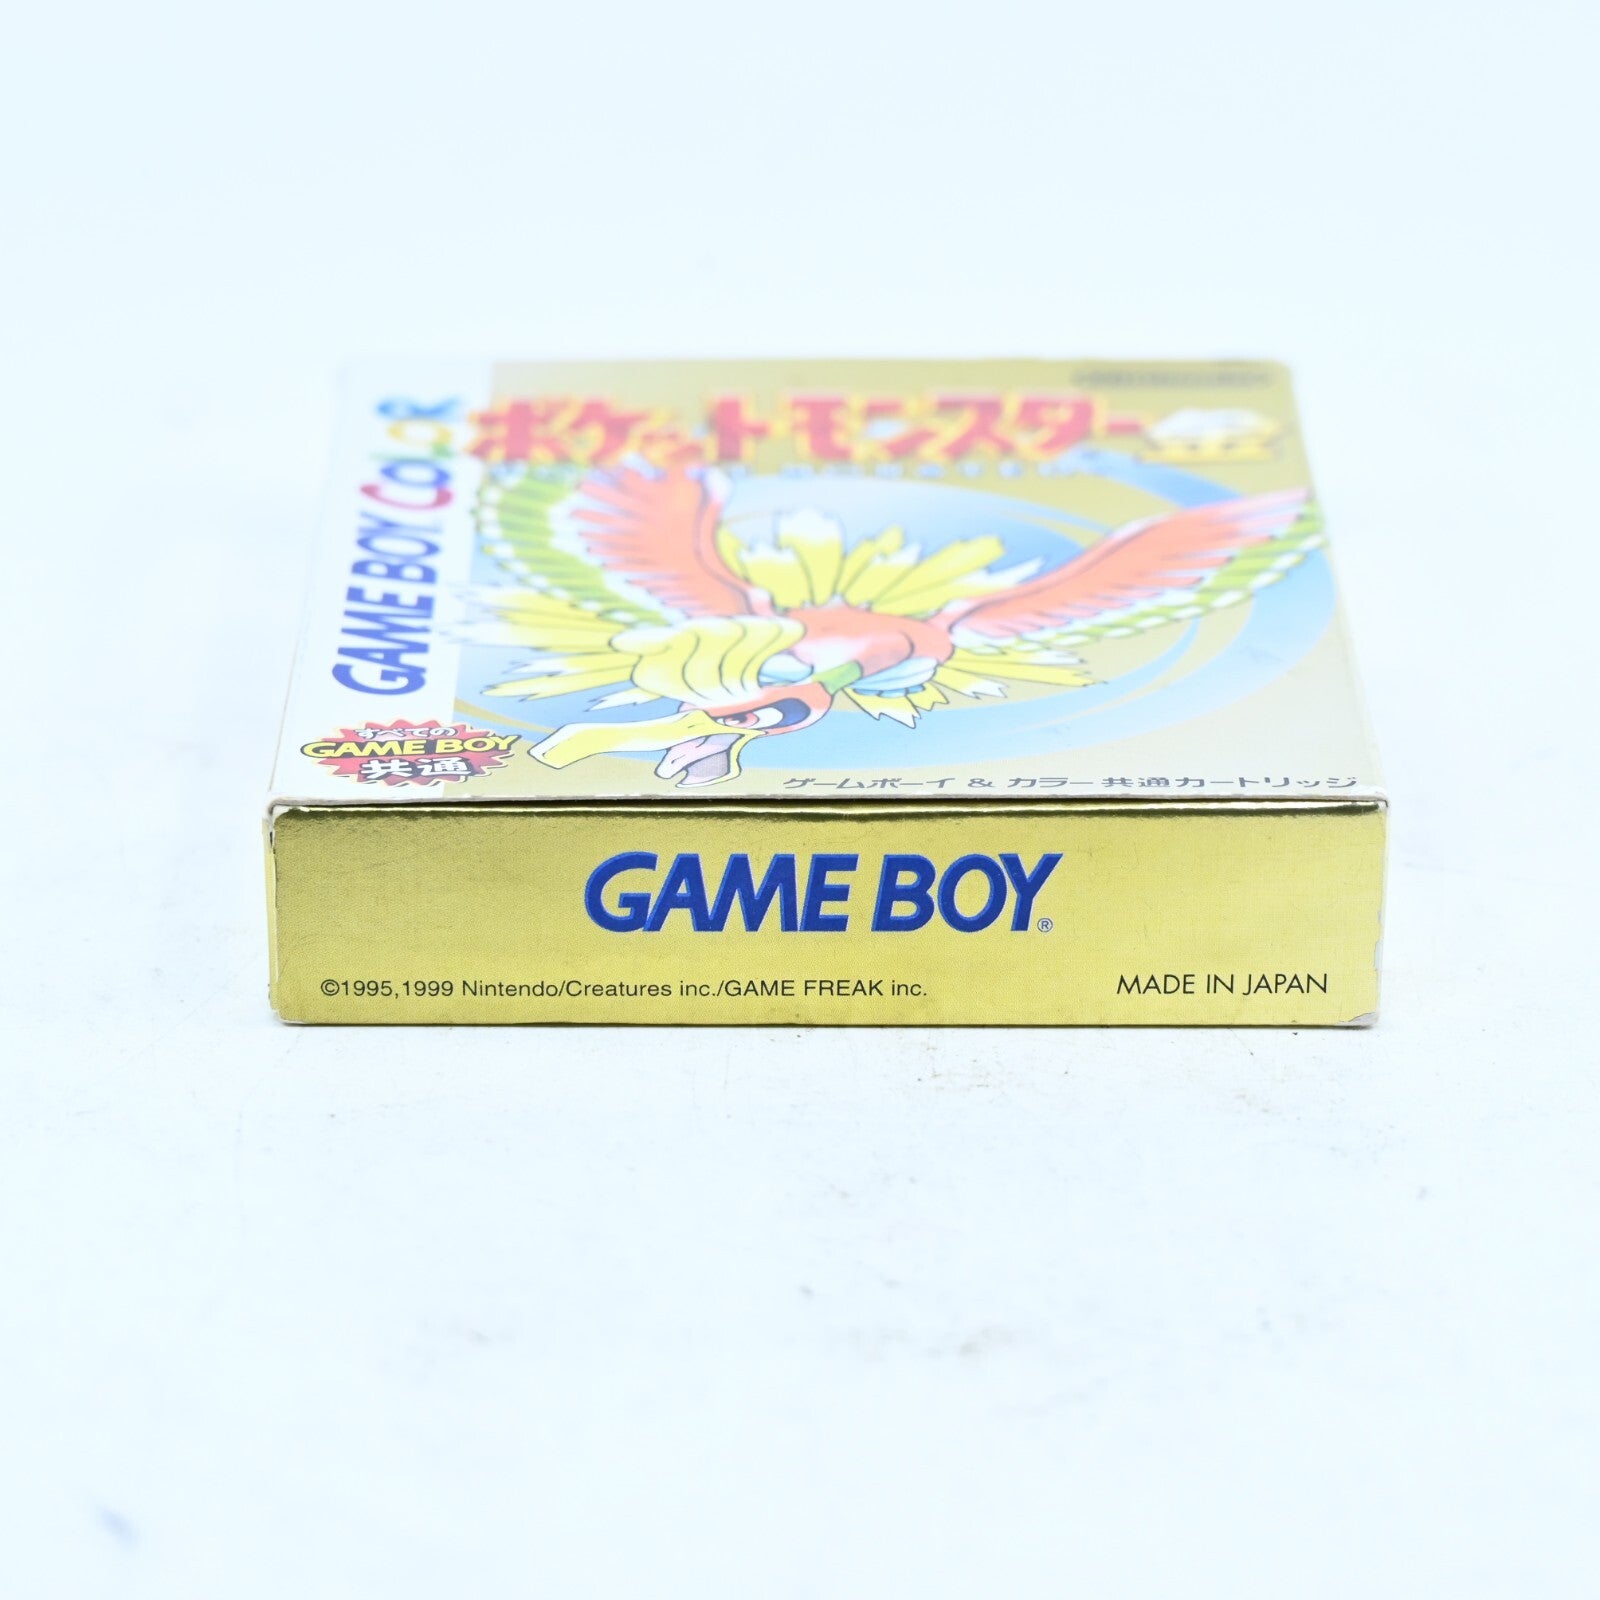 ポケットモンスター金
GAME BOY COLOR
すべての
GAME BOY
共通
ゲームボーイ & カラー共通カートリッジ
GAME BOY®
©1995,1999 Nintendo/Creatures inc./GAME FREAK inc.
MADE IN JAPAN